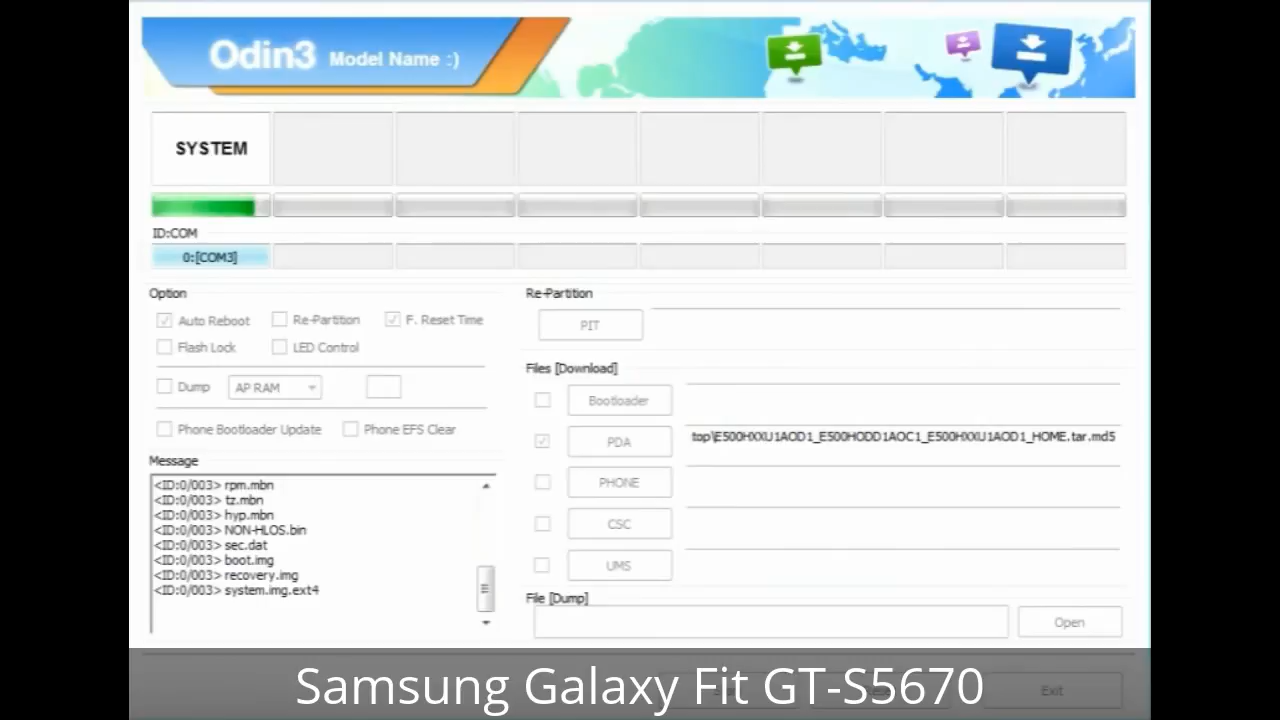 Odin3 Model Name :)
SYSTEM
ID:COM
0:[COM3]
Option
Auto Reboot
Re-Partition
F. Reset Time
Flash Lock
LED Control
Dump
AP RAM
Phone Bootloader Update
Phone EFS Clear
Message
<ID:0/003> rpm.mbn
<ID:0/003> tz.mbn
<ID:0/003> hyp.mbn
<ID:0/003> NON-HLOS.bin
<ID:0/003> sec.dat
<ID:0/003> boot.img
<ID:0/003> recovery.img
<ID:0/003> system.img.ext4
Re-Partition
PIT
Files [Download]
Bootloader
PDA
top\E500HXXU1AOD1_E500HODD1AOC1_E500HXXU1AOD1_HOME.tar.md5
PHONE
CSC
UMS
File [Dump]
Open
Exit
Samsung Galaxy Fit GT-S5670